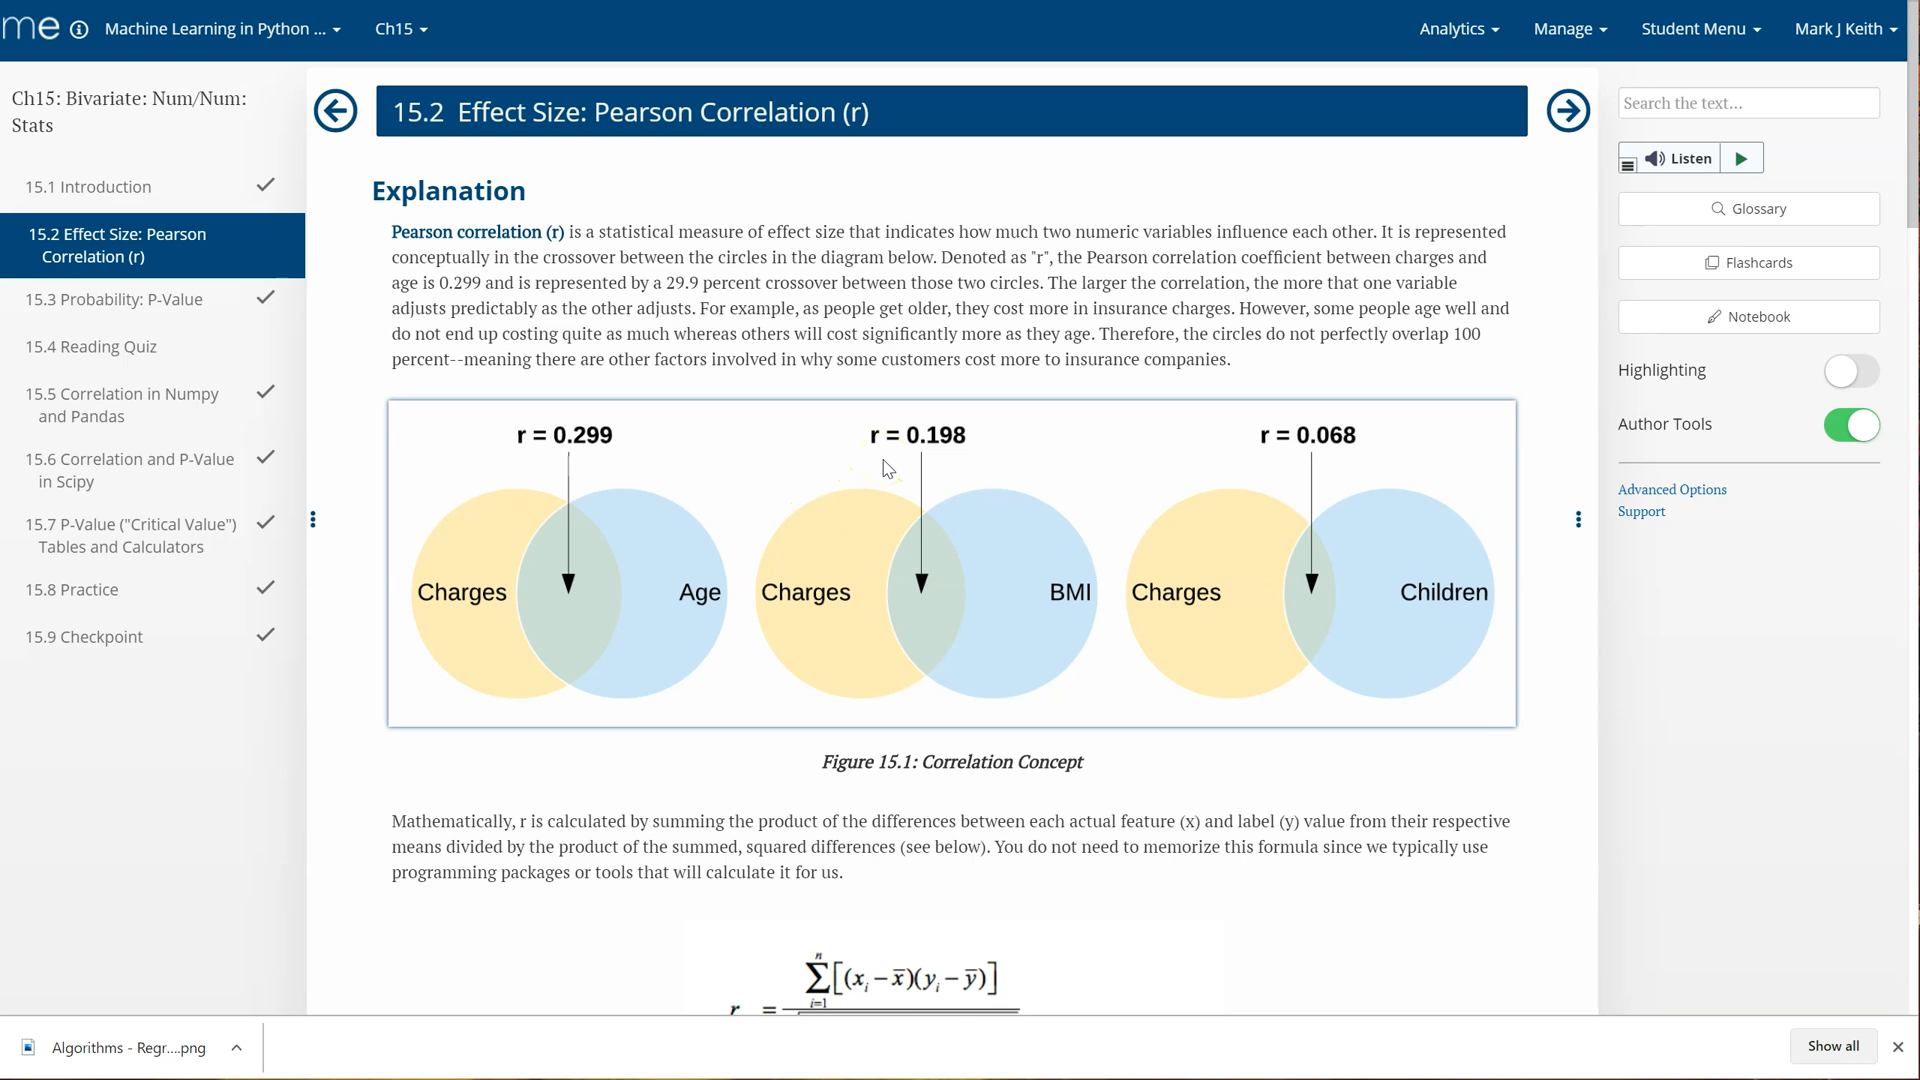 me Machine Learning in Python ... Ch15 Analytics Manage Student Menu Mark J Keith
Ch15: Bivariate: Num/Num:
Stats
15.1 Introduction
15.2 Effect Size: Pearson
Correlation (r)
15.3 Probability: P-Value
15.4 Reading Quiz
15.5 Correlation in Numpy
and Pandas
15.6 Correlation and P-Value
in Scipy
15.7 P-Value ("Critical Value")
Tables and Calculators
15.8 Practice
15.9 Checkpoint
15.2 Effect Size: Pearson Correlation (r)
Explanation
Pearson correlation (r) is a statistical measure of effect size that indicates how much two numeric variables influence each other. It is represented
conceptually in the crossover between the circles in the diagram below. Denoted as "r", the Pearson correlation coefficient between charges and
age is 0.299 and is represented by a 29.9 percent crossover between those two circles. The larger the correlation, the more that one variable
adjusts predictably as the other adjusts. For example, as people get older, they cost more in insurance charges. However, some people age well and
do not end up costing quite as much whereas others will cost significantly more as they age. Therefore, the circles do not perfectly overlap 100
percent--meaning there are other factors involved in why some customers cost more to insurance companies.
r = 0.299 r = 0.198 r = 0.068
Charges Age Charges BMI Charges Children
Figure 15.1: Correlation Concept
Mathematically, r is calculated by summing the product of the differences between each actual feature (x) and label (y) value from their respective
means divided by the product of the summed, squared differences (see below). You do not need to memorize this formula since we typically use
programming packages or tools that will calculate it for us.
n
∑[(xᵢ − x̅)(yᵢ − y̅)]
i=1
r =
Search the text...
Listen
Glossary
Flashcards
Notebook
Highlighting
Author Tools
Advanced Options
Support
Algorithms - Regr....png
Show all